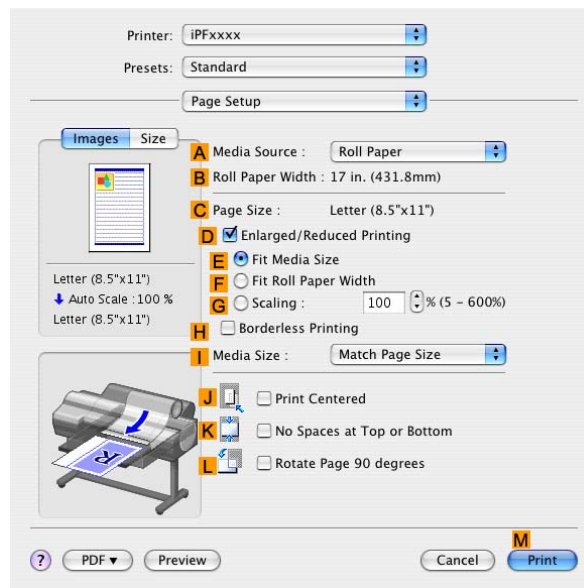 Printer: iPFxxxx
Presets: Standard
Page Setup
Images Size
A Media Source : Roll Paper
B Roll Paper Width : 17 in. (431.8mm)
C Page Size : Letter (8.5"x11")
D Enlarged/Reduced Printing
E Fit Media Size
F Fit Roll Paper Width
G Scaling : 100 % (5 - 600%)
H Borderless Printing
I Media Size : Match Page Size
Letter (8.5"x11")
Auto Scale : 100 %
Letter (8.5"x11")
J Print Centered
K No Spaces at Top or Bottom
L Rotate Page 90 degrees
R
M
? PDF▼ Preview Cancel Print